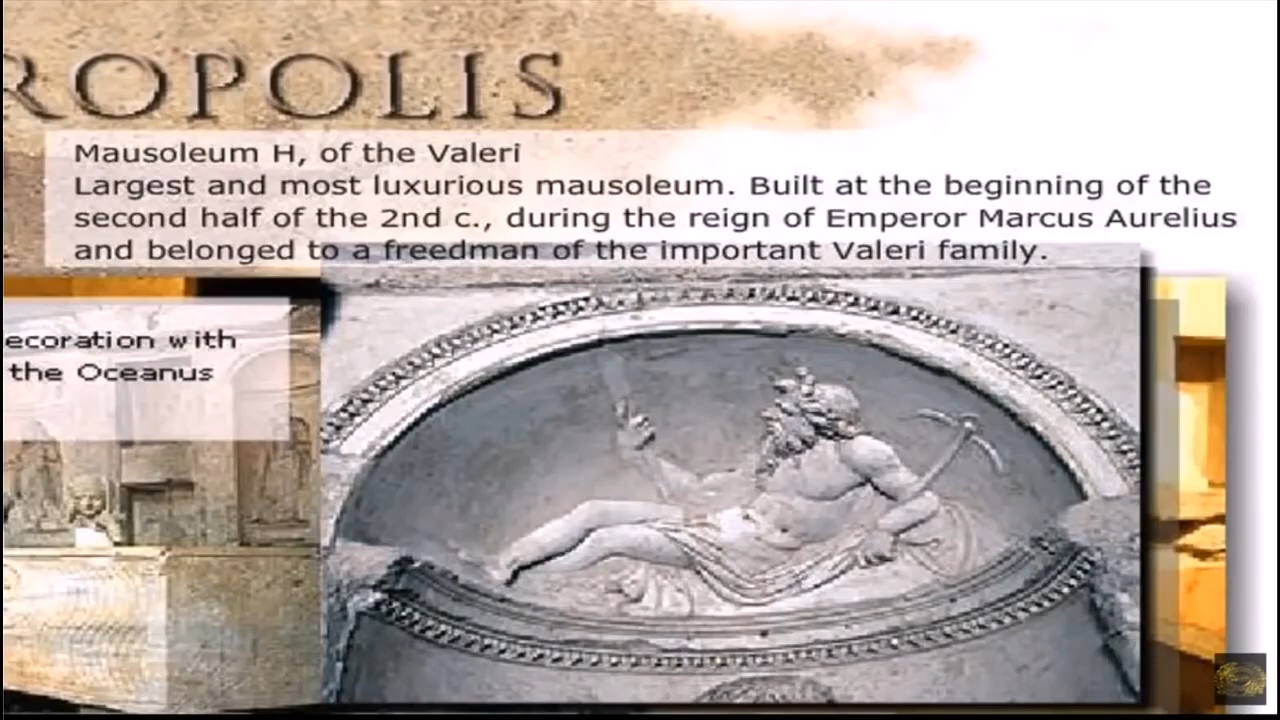 ROPOLIS
Mausoleum H, of the Valeri
Largest and most luxurious mausoleum. Built at the beginning of the
second half of the 2nd c., during the reign of Emperor Marcus Aurelius
and belonged to a freedman of the important Valeri family.
ecoration with
the Oceanus